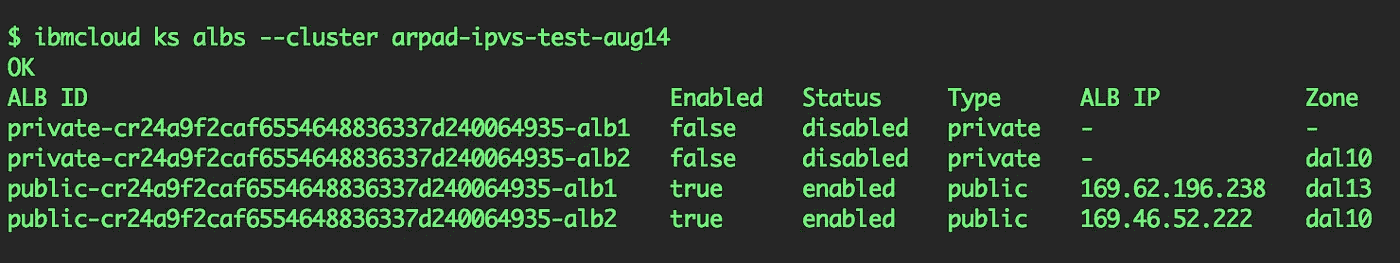 $ ibmcloud ks albs --cluster arpad-ipvs-test-aug14
OK
ALB ID Enabled Status Type ALB IP Zone
private-cr24a9f2caf6554648836337d240064935-alb1 false disabled private - -
private-cr24a9f2caf6554648836337d240064935-alb2 false disabled private - dal10
public-cr24a9f2caf6554648836337d240064935-alb1 true enabled public 169.62.196.238 dal13
public-cr24a9f2caf6554648836337d240064935-alb2 true enabled public 169.46.52.222 dal10